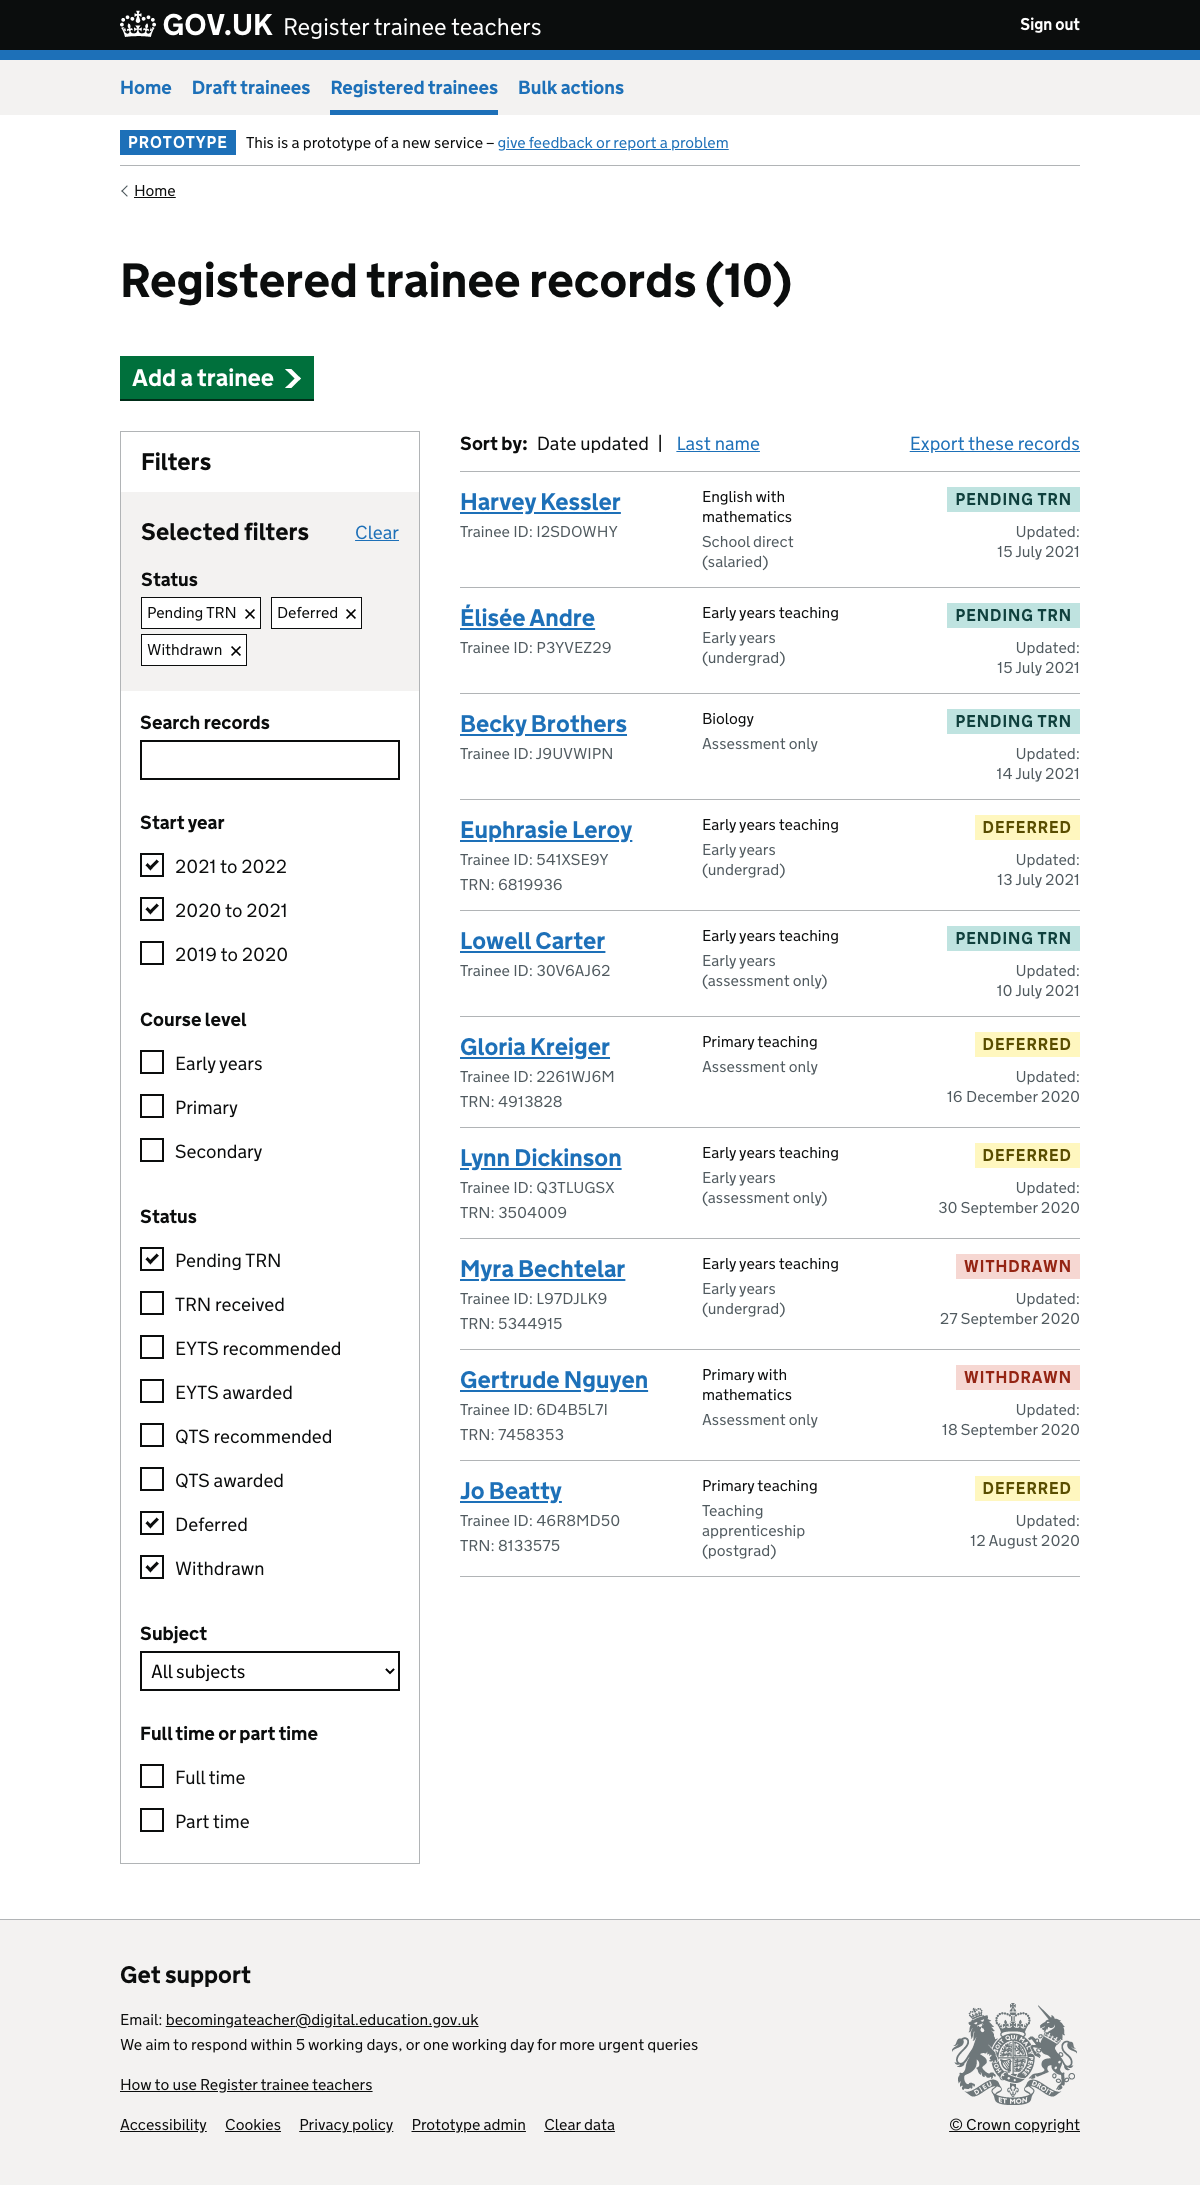 GOV.UK Register trainee teachers
Sign out
Home Draft trainees Registered trainees Bulk actions
PROTOTYPE This is a prototype of a new service – give feedback or report a problem
Home
Registered trainee records (10)
Add a trainee
Filters
Selected filters Clear
Status
Pending TRN ✕ Deferred ✕
Withdrawn ✕
Search records
Start year
2021 to 2022
2020 to 2021
2019 to 2020
Course level
Early years
Primary
Secondary
Status
Pending TRN
TRN received
EYTS recommended
EYTS awarded
QTS recommended
QTS awarded
Deferred
Withdrawn
Subject
All subjects
Full time or part time
Full time
Part time
Sort by: Date updated | Last name
Export these records
Harvey Kessler
Trainee ID: I2SDOWHY
English with
mathematics
School direct
(salaried)
PENDING TRN
Updated:
15 July 2021
Élisée Andre
Trainee ID: P3YVEZ29
Early years teaching
Early years
(undergrad)
PENDING TRN
Updated:
15 July 2021
Becky Brothers
Trainee ID: J9UVWIPN
Biology
Assessment only
PENDING TRN
Updated:
14 July 2021
Euphrasie Leroy
Trainee ID: 541XSE9Y
TRN: 6819936
Early years teaching
Early years
(undergrad)
DEFERRED
Updated:
13 July 2021
Lowell Carter
Trainee ID: 30V6AJ62
Early years teaching
Early years
(assessment only)
PENDING TRN
Updated:
10 July 2021
Gloria Kreiger
Trainee ID: 2261WJ6M
TRN: 4913828
Primary teaching
Assessment only
DEFERRED
Updated:
16 December 2020
Lynn Dickinson
Trainee ID: Q3TLUGSX
TRN: 3504009
Early years teaching
Early years
(assessment only)
DEFERRED
Updated:
30 September 2020
Myra Bechtelar
Trainee ID: L97DJLK9
TRN: 5344915
Early years teaching
Early years
(undergrad)
WITHDRAWN
Updated:
27 September 2020
Gertrude Nguyen
Trainee ID: 6D4B5L7I
TRN: 7458353
Primary with
mathematics
Assessment only
WITHDRAWN
Updated:
18 September 2020
Jo Beatty
Trainee ID: 46R8MD50
TRN: 8133575
Primary teaching
Teaching
apprenticeship
(postgrad)
DEFERRED
Updated:
12 August 2020
Get support
Email: becomingateacher@digital.education.gov.uk
We aim to respond within 5 working days, or one working day for more urgent queries
How to use Register trainee teachers
Accessibility Cookies Privacy policy Prototype admin Clear data
DIEU ET MON DROIT
© Crown copyright